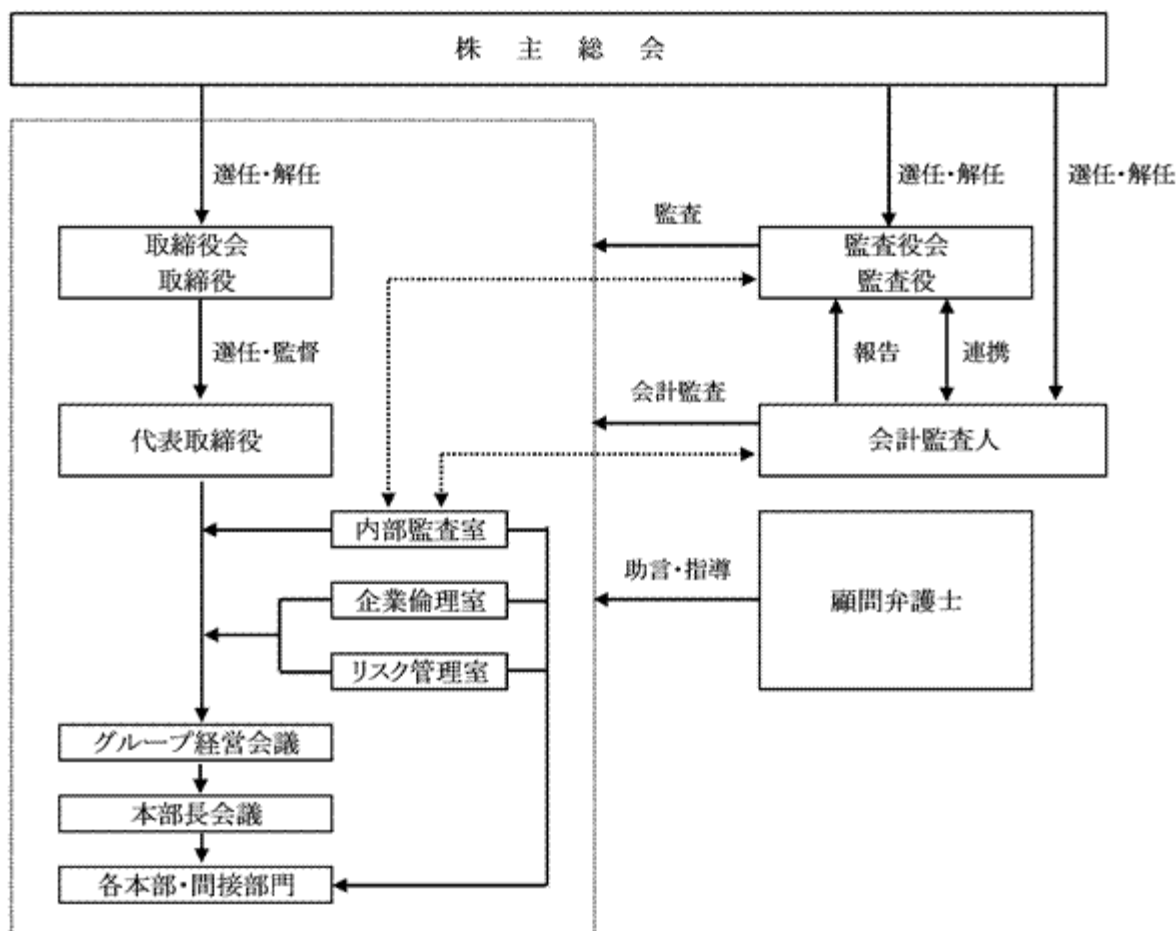 株主総会
選任・解任
選任・解任
選任・解任
取締役会
取締役
監査
監査役会
監査役
選任・監督
報告
連携
会計監査
代表取締役
会計監査人
内部監査室
助言・指導
企業倫理室
顧問弁護士
リスク管理室
グループ経営会議
本部長会議
各本部・間接部門